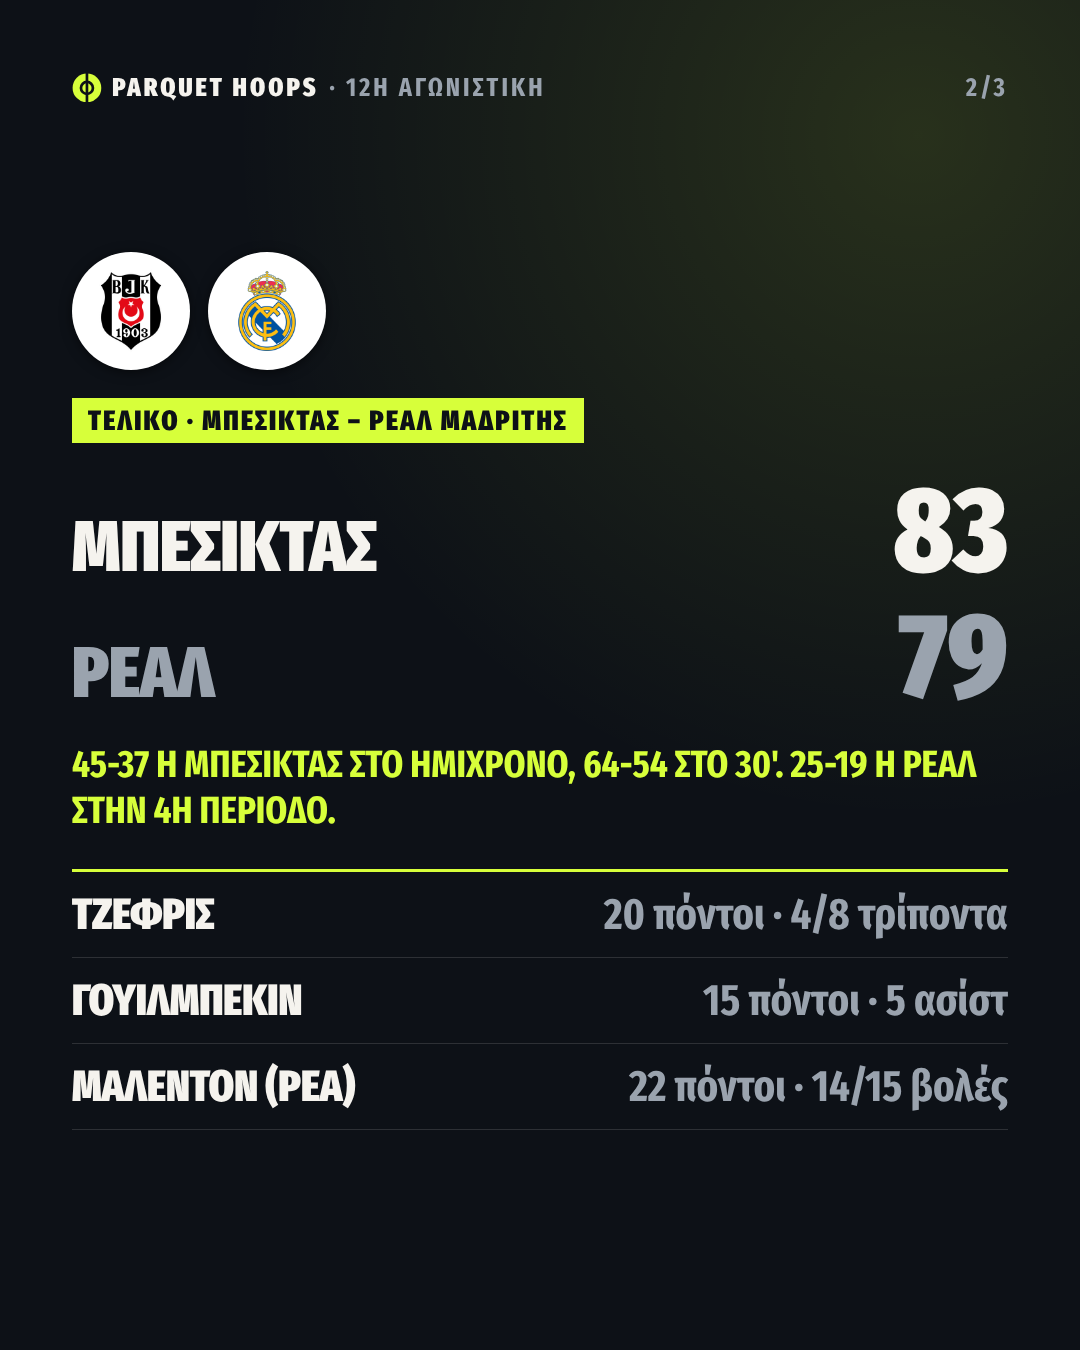 PARQUET HOOPS · 12Η ΑΓΩΝΙΣΤΙΚΗ
2/3
BJK
1903
ΤΕΛΙΚΟ · ΜΠΕΣΙΚΤΑΣ – ΡΕΑΛ ΜΑΔΡΙΤΗΣ
ΜΠΕΣΙΚΤΑΣ 83
ΡΕΑΛ 79
45-37 Η ΜΠΕΣΙΚΤΑΣ ΣΤΟ ΗΜΙΧΡΟΝΟ, 64-54 ΣΤΟ 30'. 25-19 Η ΡΕΑΛ
ΣΤΗΝ 4Η ΠΕΡΙΟΔΟ.
ΤΖΕΦΡΙΣ 20 πόντοι · 4/8 τρίποντα
ΓΟΥΙΛΜΠΕΚΙΝ 15 πόντοι · 5 ασίστ
ΜΑΛΕΝΤΟΝ (ΡΕΑ) 22 πόντοι · 14/15 βολές